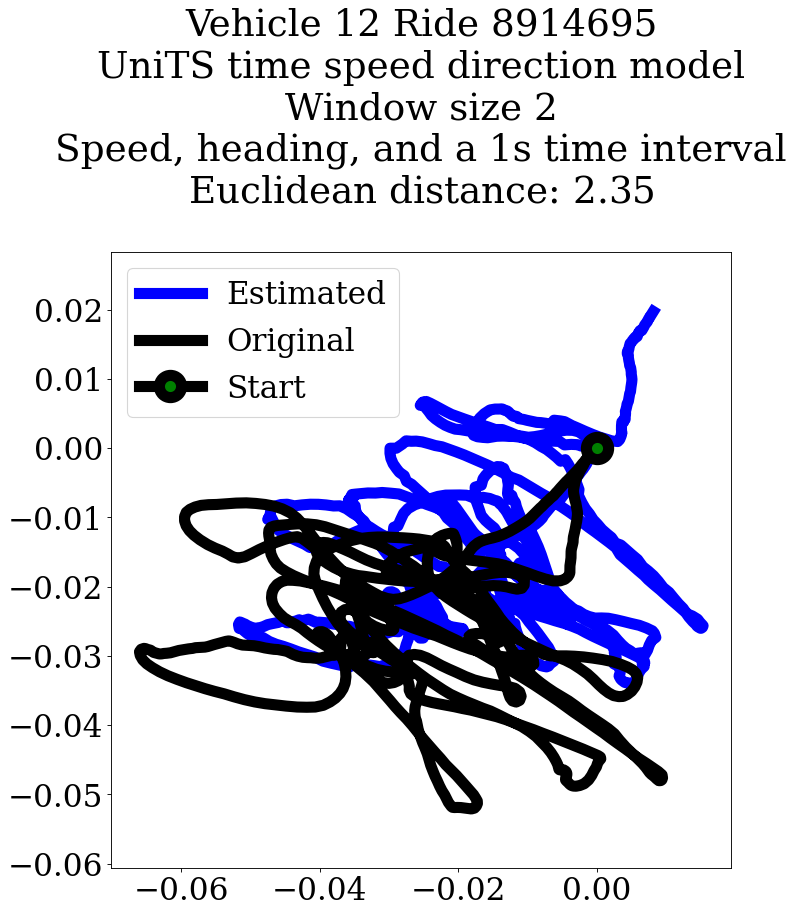 Vehicle 12 Ride 8914695
UniTS time speed direction model
Window size 2
Speed, heading, and a 1s time interval
Euclidean distance: 2.35
Estimated
Original
Start
0.02
0.01
0.00
−0.01
−0.02
−0.03
−0.04
−0.05
−0.06
−0.06 −0.04 −0.02 0.00